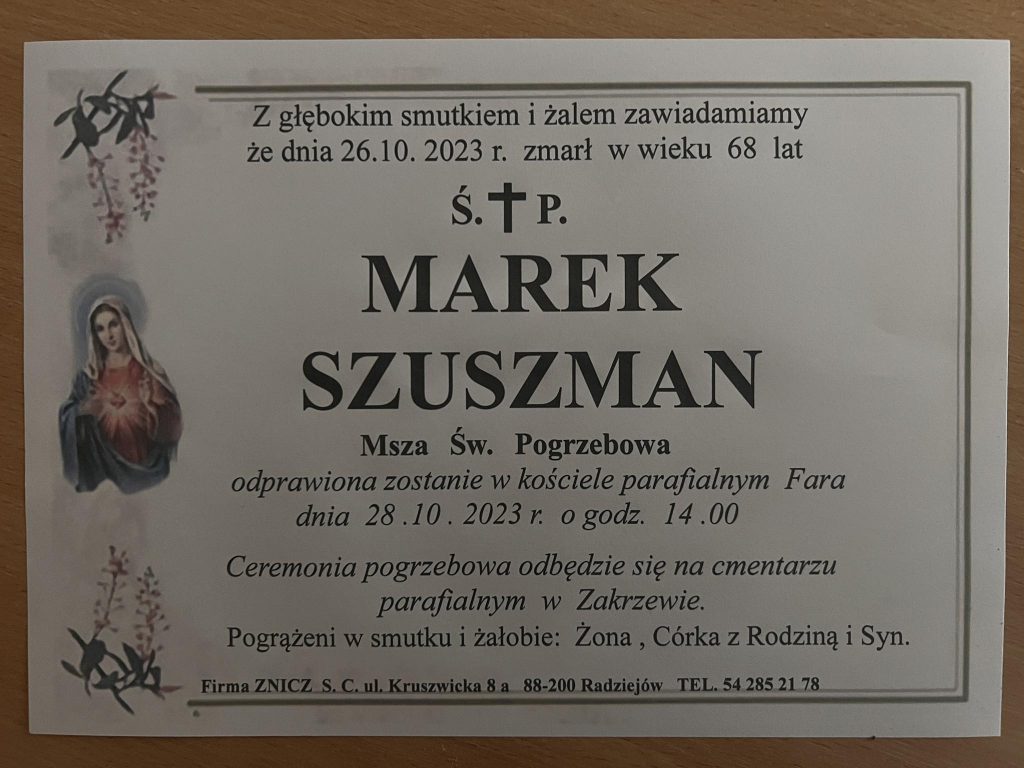 Z głębokim smutkiem i żalem zawiadamiamy
że dnia 26.10. 2023 r. zmarł w wieku 68 lat
Ś. P.
MAREK
SZUSZMAN
Msza Św. Pogrzebowa
odprawiona zostanie w kościele parafialnym Fara
dnia 28 .10 . 2023 r. o godz. 14 .00
Ceremonia pogrzebowa odbędzie się na cmentarzu
parafialnym w Zakrzewie.
Pogrążeni w smutku i żałobie: Żona , Córka z Rodziną i Syn.
Firma ZNICZ S. C. ul. Kruszwicka 8 a 88-200 Radziejów TEL. 54 285 21 78